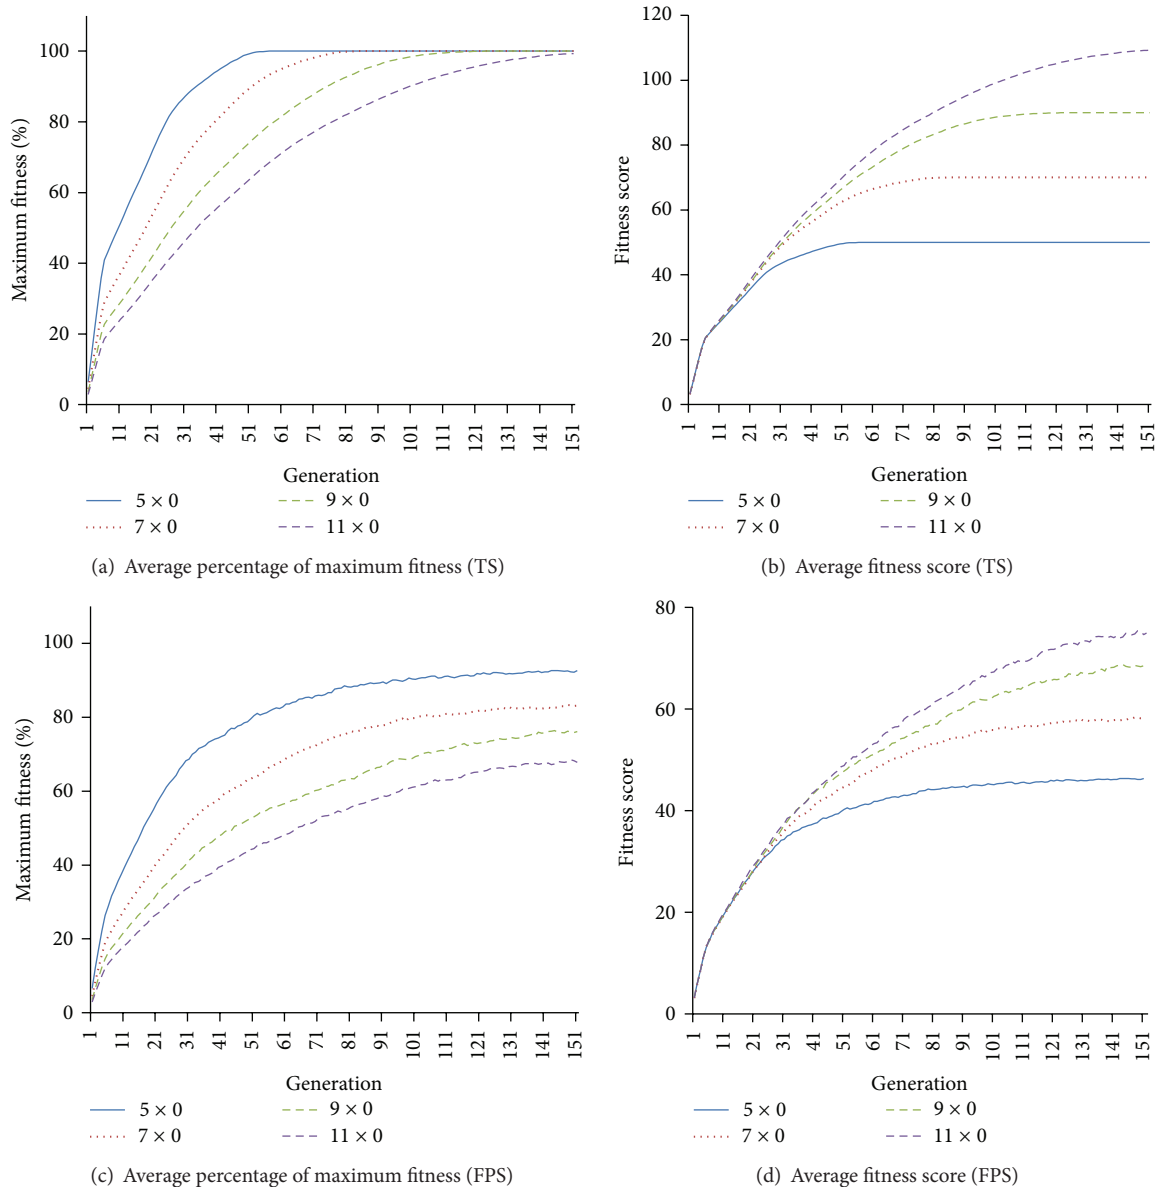 120
100
80
60
40
20
0
Maximum fitness (%)
1 11 21 31 41 51 61 71 81 91 101 111 121 131 141 151
Generation
5 × 0 9 × 0
7 × 0 11 × 0
(a) Average percentage of maximum fitness (TS)
100
80
60
40
20
0
Fitness score
1 11 21 31 41 51 61 71 81 91 101 111 121 131 141 151
Generation
5 × 0 9 × 0
7 × 0 11 × 0
(b) Average fitness score (TS)
100
80
60
40
20
0
Maximum fitness (%)
1 11 21 31 41 51 61 71 81 91 101 111 121 131 141 151
Generation
5 × 0 9 × 0
7 × 0 11 × 0
(c) Average percentage of maximum fitness (FPS)
80
60
40
20
0
Fitness score
1 11 21 31 41 51 61 71 81 91 101 111 121 131 141 151
Generation
5 × 0 9 × 0
7 × 0 11 × 0
(d) Average fitness score (FPS)